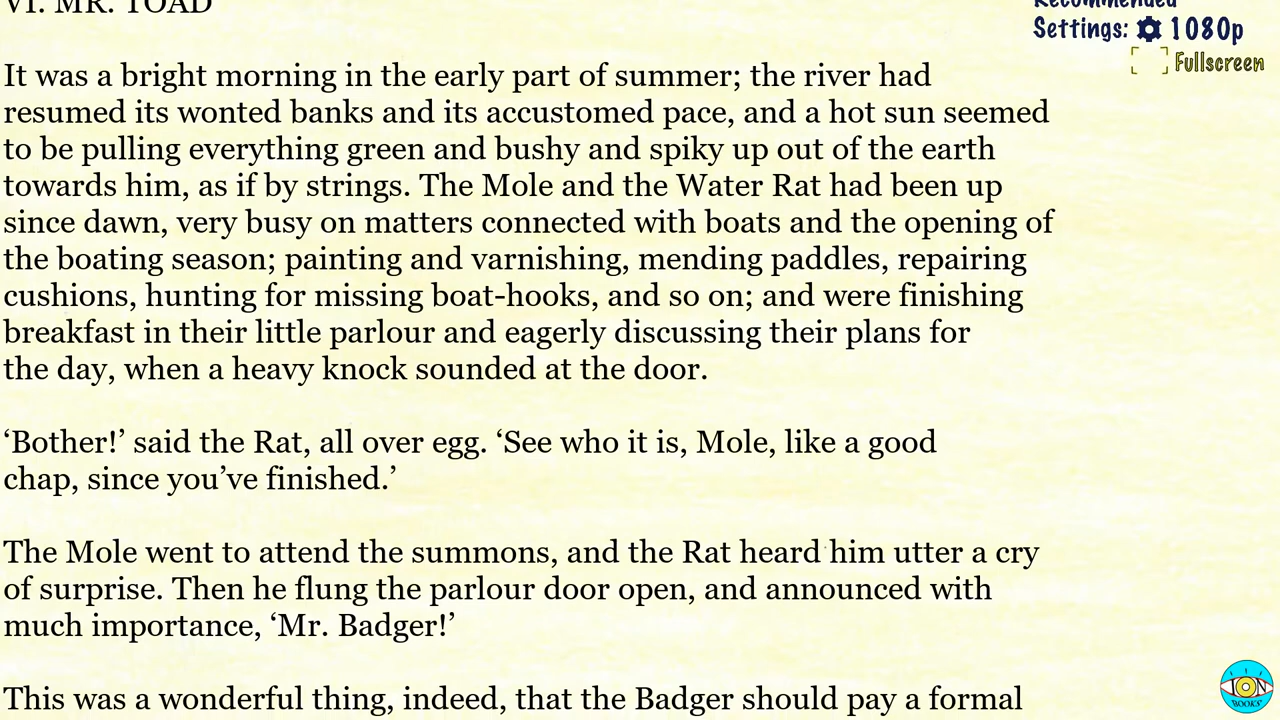 VI. MR. TOAD
Recommended
Settings: 1080p
Fullscreen
It was a bright morning in the early part of summer; the river had
resumed its wonted banks and its accustomed pace, and a hot sun seemed
to be pulling everything green and bushy and spiky up out of the earth
towards him, as if by strings. The Mole and the Water Rat had been up
since dawn, very busy on matters connected with boats and the opening of
the boating season; painting and varnishing, mending paddles, repairing
cushions, hunting for missing boat-hooks, and so on; and were finishing
breakfast in their little parlour and eagerly discussing their plans for
the day, when a heavy knock sounded at the door.
‘Bother!’ said the Rat, all over egg. ‘See who it is, Mole, like a good
chap, since you’ve finished.’
The Mole went to attend the summons, and the Rat heard him utter a cry
of surprise. Then he flung the parlour door open, and announced with
much importance, ‘Mr. Badger!’
This was a wonderful thing, indeed, that the Badger should pay a formal
ION
BOOKS